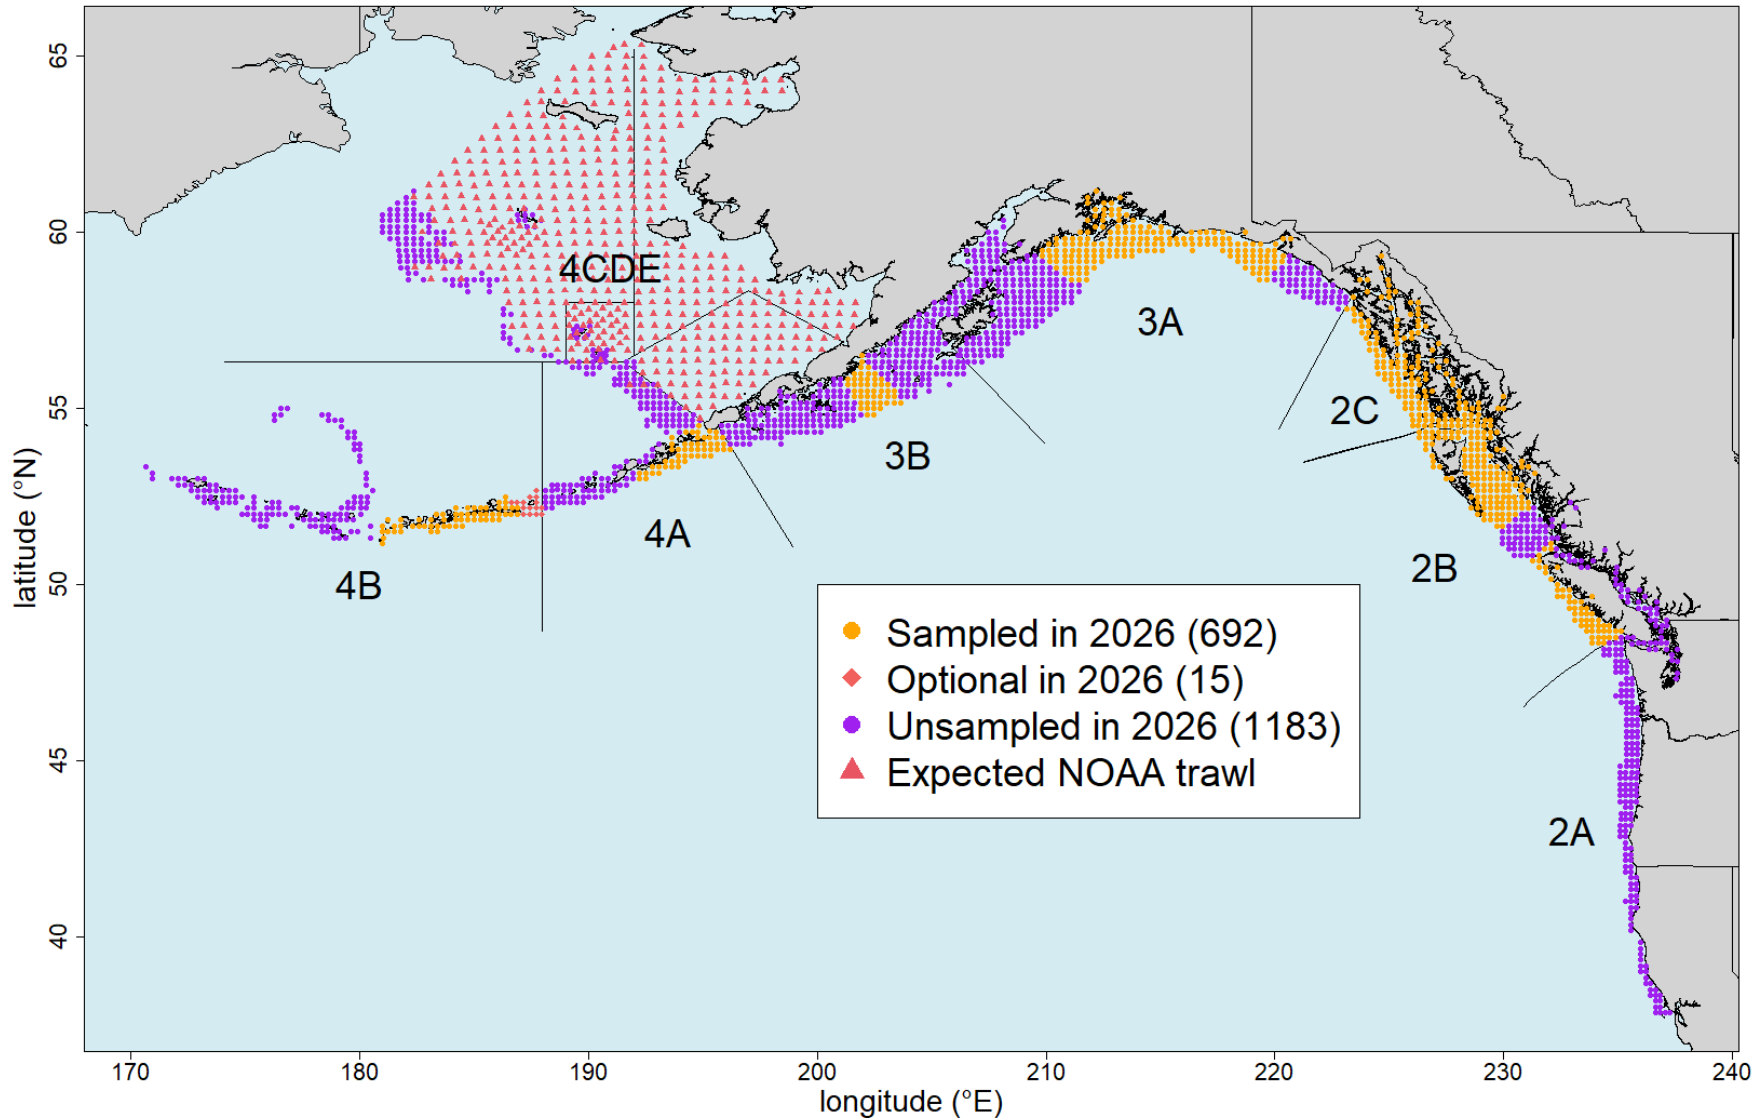 65
60
55
50
45
40
latitude (°N)
4CDE
3A
2C
3B
4A
2B
4B
2A
Sampled in 2026 (692)
Optional in 2026 (15)
Unsampled in 2026 (1183)
Expected NOAA trawl
170
180
190
200
210
220
230
240
longitude (°E)